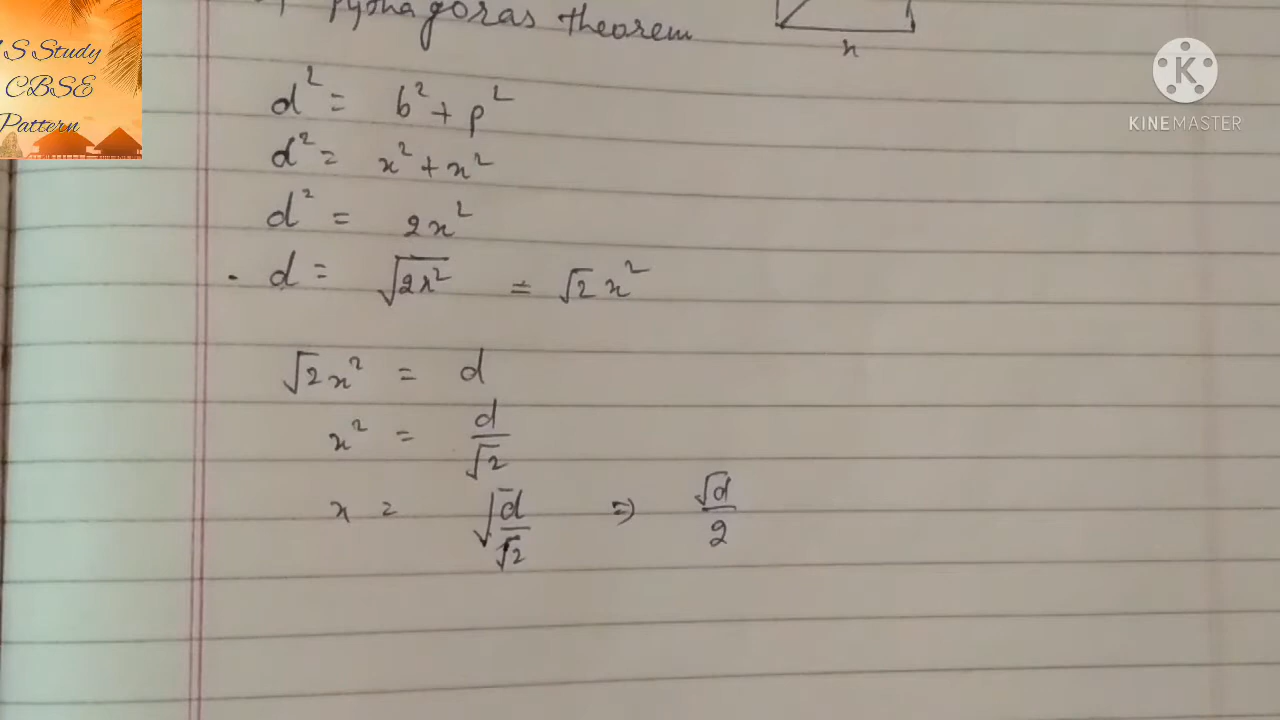 Pythagoras theorem
x
S Study
CBSE
Pattern
KINEMASTER
d² = b² + p²
d² = x² + x²
d² = 2x²
d = √2x² = √2 x²
√2 x² = d
x² = d/√2
x = √d/√2 ⇒ √d/2